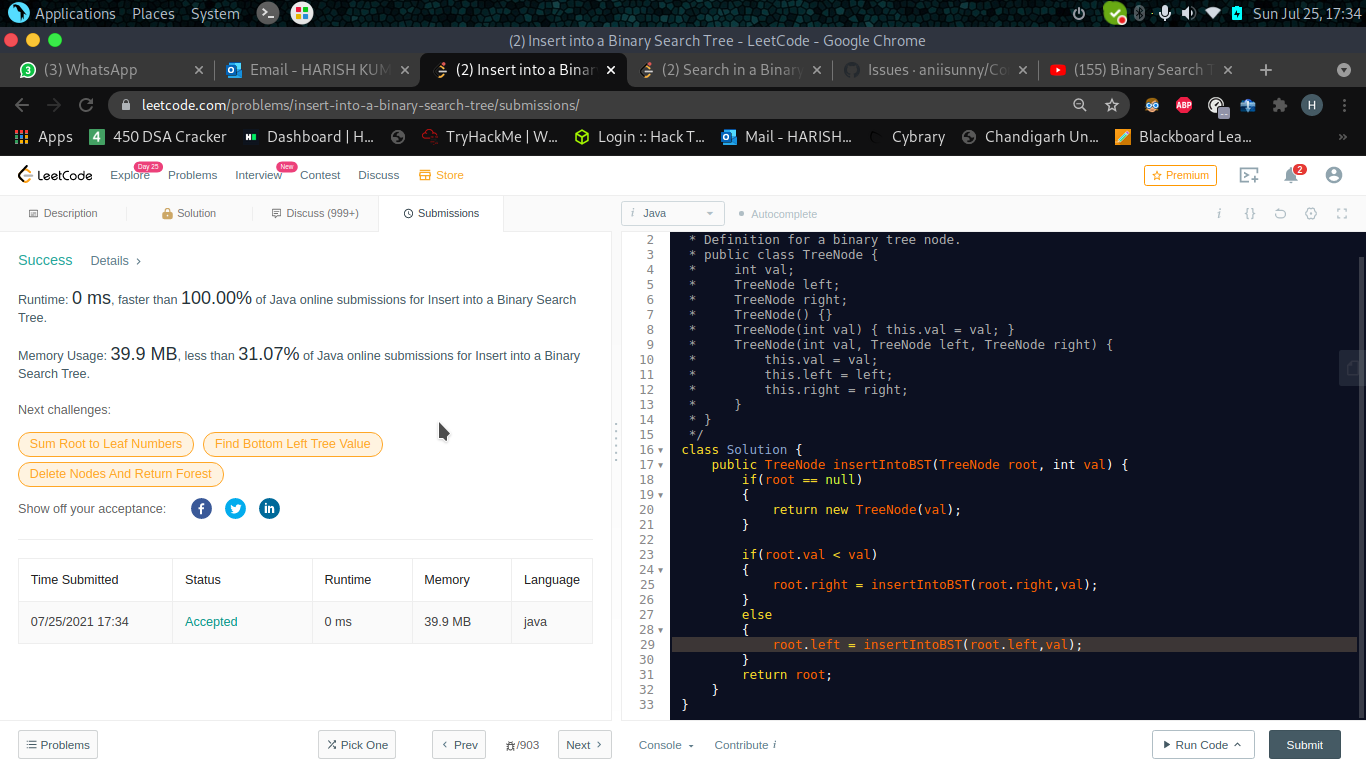 Applications Places System Sun Jul 25, 17:34
(2) Insert into a Binary Search Tree - LeetCode - Google Chrome
3 (3) WhatsApp Email - HARISH KUM (2) Insert into a Binar (2) Search in a Binary Issues · aniisunny/Co (155) Binary Search T
leetcode.com/problems/insert-into-a-binary-search-tree/submissions/ ABP H
Apps 4 450 DSA Cracker Dashboard | H... TryHackMe | W... Login :: Hack T... Mail - HARISH... Cybrary Chandigarh Un... Blackboard Lea... »
LeetCode Explore Day 25 Problems Interview New Contest Discuss Store Premium 2
Description Solution Discuss (999+) Submissions i Java Autocomplete i {}
Success Details
Runtime: 0 ms, faster than 100.00% of Java online submissions for Insert into a Binary Search
Tree.
Memory Usage: 39.9 MB, less than 31.07% of Java online submissions for Insert into a Binary
Search Tree.
Next challenges:
Sum Root to Leaf Numbers Find Bottom Left Tree Value
Delete Nodes And Return Forest
Show off your acceptance:
Time Submitted Status Runtime Memory Language
07/25/2021 17:34 Accepted 0 ms 39.9 MB java
2 * Definition for a binary tree node.
3 * public class TreeNode {
4 * int val;
5 * TreeNode left;
6 * TreeNode right;
7 * TreeNode() {}
8 * TreeNode(int val) { this.val = val; }
9 * TreeNode(int val, TreeNode left, TreeNode right) {
10 * this.val = val;
11 * this.left = left;
12 * this.right = right;
13 * }
14 * }
15 */
16 class Solution {
17 public TreeNode insertIntoBST(TreeNode root, int val) {
18 if(root == null)
19 {
20 return new TreeNode(val);
21 }
22
23 if(root.val < val)
24 {
25 root.right = insertIntoBST(root.right,val);
26 }
27 else
28 {
29 root.left = insertIntoBST(root.left,val);
30 }
31 return root;
32 }
33 }
Problems Pick One Prev /903 Next Console Contribute i Run Code Submit